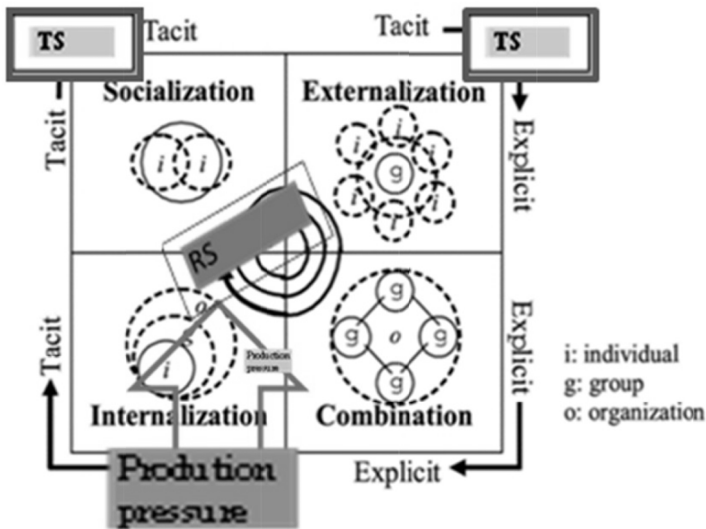 TS
Tacit
Tacit
TS
Socialization
Externalization
Tacit
Explicit
i
i
i
i
i
i
i
i
g
RS
Tacit
Explicit
o
g
i
g
g
o
g
g
Production
pressure
i: individual
g: group
o: organization
Internalization
Combination
Explicit
Prodution
pressure